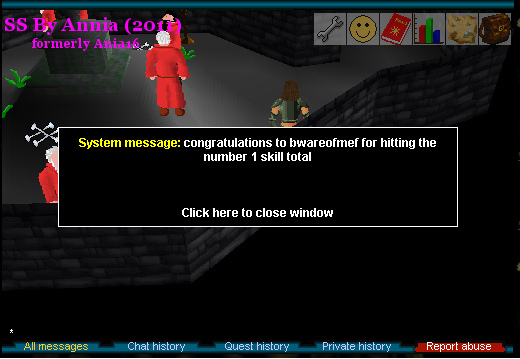 SS By Annia (2011)
formerly Ania16
System message: congratulations to bwareofmef for hitting the
number 1 skill total
Click here to close window
*
All messages Chat history Quest history Private history Report abuse